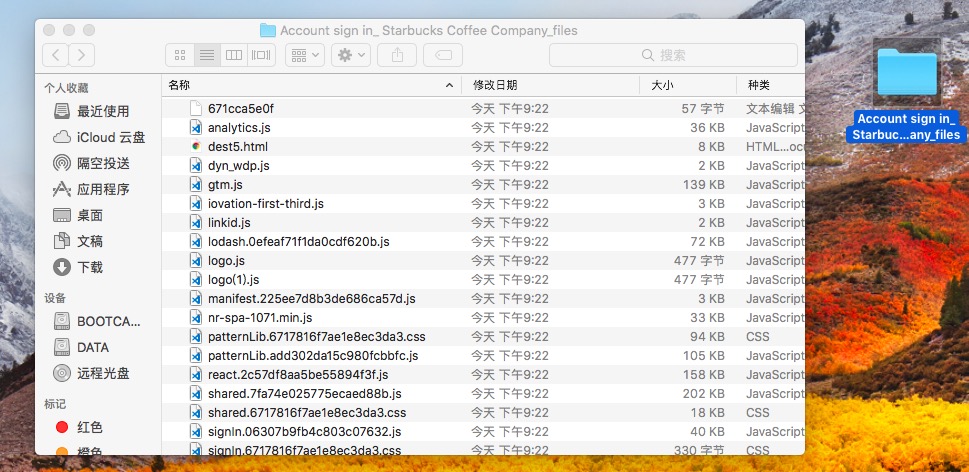 Account sign in_ Starbucks Coffee Company_files
搜索
个人收藏
最近使用
iCloud 云盘
隔空投送
应用程序
桌面
文稿
下载
设备
BOOTCA...
DATA
远程光盘
标记
红色
橙色
名称 修改日期 大小 种类
671cca5e0f 今天 下午9:22 57 字节 文本编辑 文
analytics.js 今天 下午9:22 36 KB JavaScript
dest5.html 今天 下午9:22 8 KB HTML...ocu
dyn_wdp.js 今天 下午9:22 2 KB JavaScript
gtm.js 今天 下午9:22 139 KB JavaScript
iovation-first-third.js 今天 下午9:22 3 KB JavaScript
linkid.js 今天 下午9:22 2 KB JavaScript
lodash.0efeaf71f1da0cdf620b.js 今天 下午9:22 72 KB JavaScript
logo.js 今天 下午9:22 477 字节 JavaScript
logo(1).js 今天 下午9:22 477 字节 JavaScript
manifest.225ee7d8b3de686ca57d.js 今天 下午9:22 3 KB JavaScript
nr-spa-1071.min.js 今天 下午9:22 33 KB JavaScript
patternLib.6717816f7ae1e8ec3da3.css 今天 下午9:22 94 KB CSS
patternLib.add302da15c980fcbbfc.js 今天 下午9:22 105 KB JavaScript
react.2c57df8aa5be55894f3f.js 今天 下午9:22 158 KB JavaScript
shared.7fa74e025775ecaed88b.js 今天 下午9:22 202 KB JavaScript
shared.6717816f7ae1e8ec3da3.css 今天 下午9:22 18 KB CSS
signIn.06307b9fb4c803c07632.js 今天 下午9:22 40 KB JavaScript
signIn.6717816f7ae1e8ec3da3.css 今天 下午9:22 330 字节 CSS
Account sign in_
Starbuc...any_files